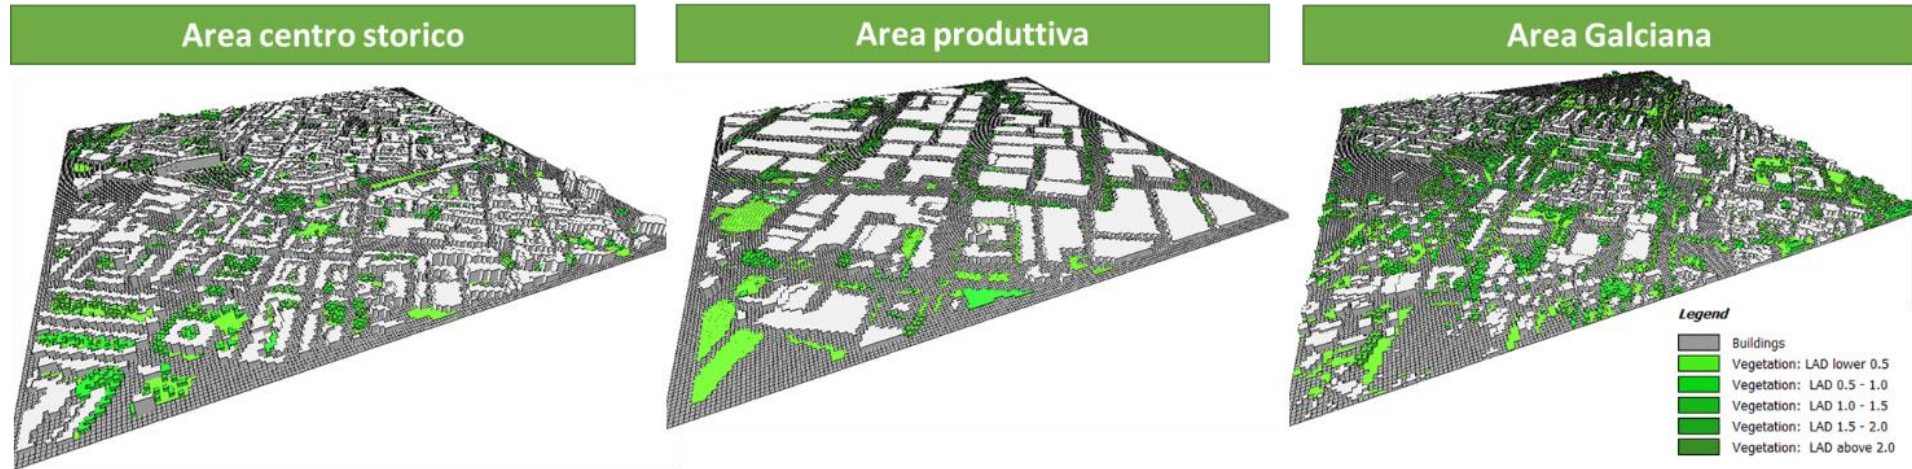 Area centro storico
Area produttiva
Area Galciana
Legend
Buildings
Vegetation: LAD lower 0.5
Vegetation: LAD 0.5 - 1.0
Vegetation: LAD 1.0 - 1.5
Vegetation: LAD 1.5 - 2.0
Vegetation: LAD above 2.0